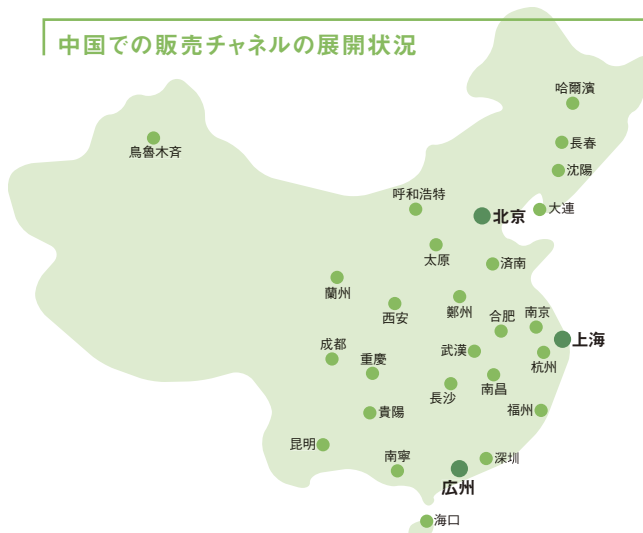 中国での販売チャネルの展開状況
哈爾濱
鳥魯木斉
長春
沈陽
呼和浩特
大連
北京
太原
済南
蘭州
西安
鄭州
合肥
南京
上海
成都
重慶
武漢
杭州
南昌
長沙
貴陽
福州
昆明
南寧
深圳
広州
海口